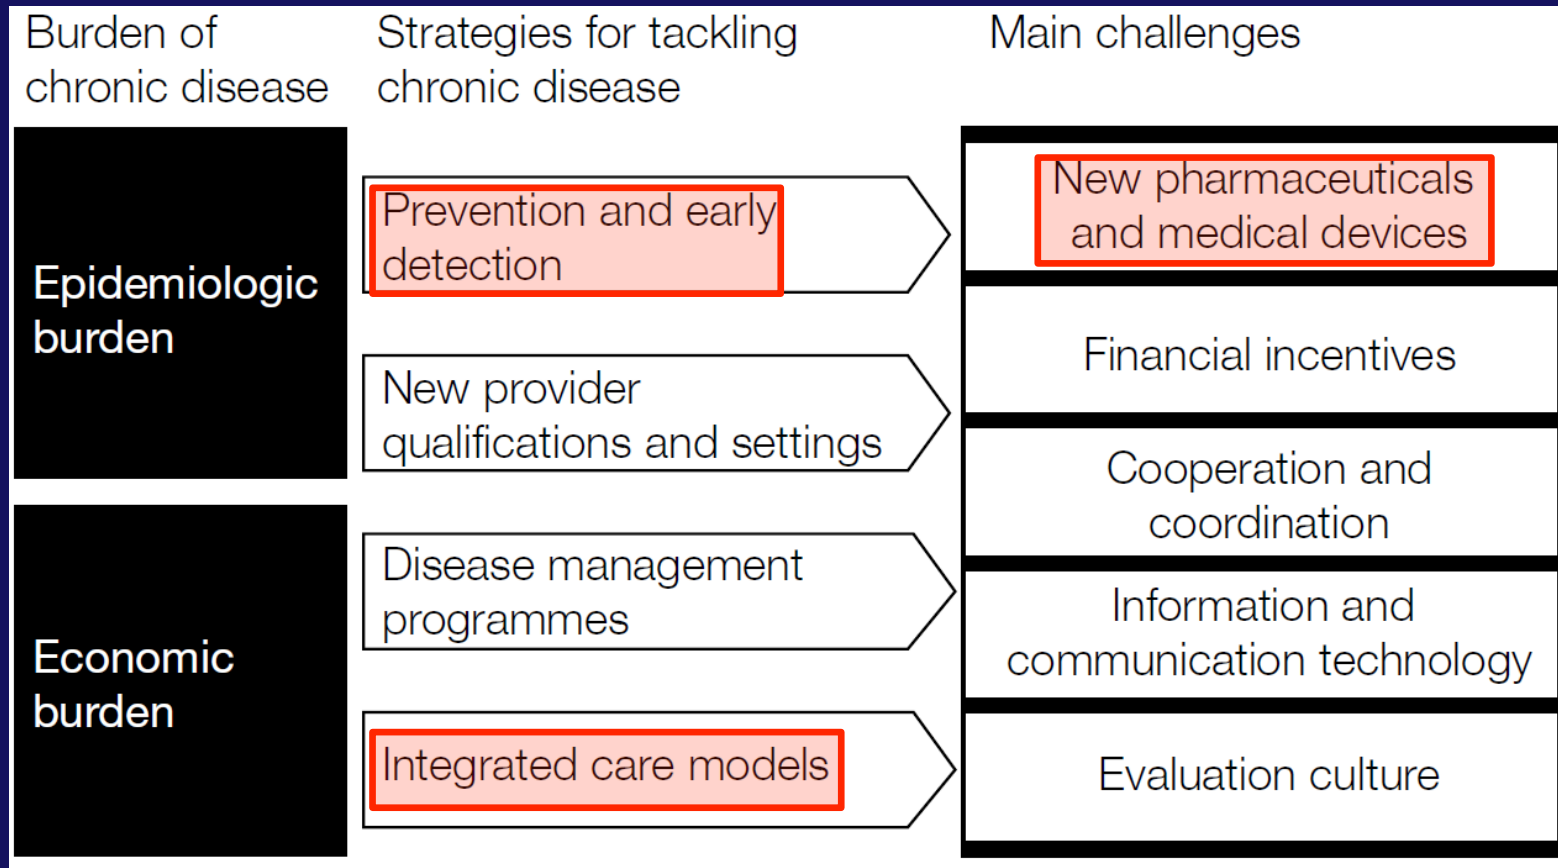 Burden of
chronic disease
Strategies for tackling
chronic disease
Main challenges
Epidemiologic
burden
Economic
burden
Prevention and early
detection
New provider
qualifications and settings
Disease management
programmes
Integrated care models
New pharmaceuticals
and medical devices
Financial incentives
Cooperation and
coordination
Information and
communication technology
Evaluation culture